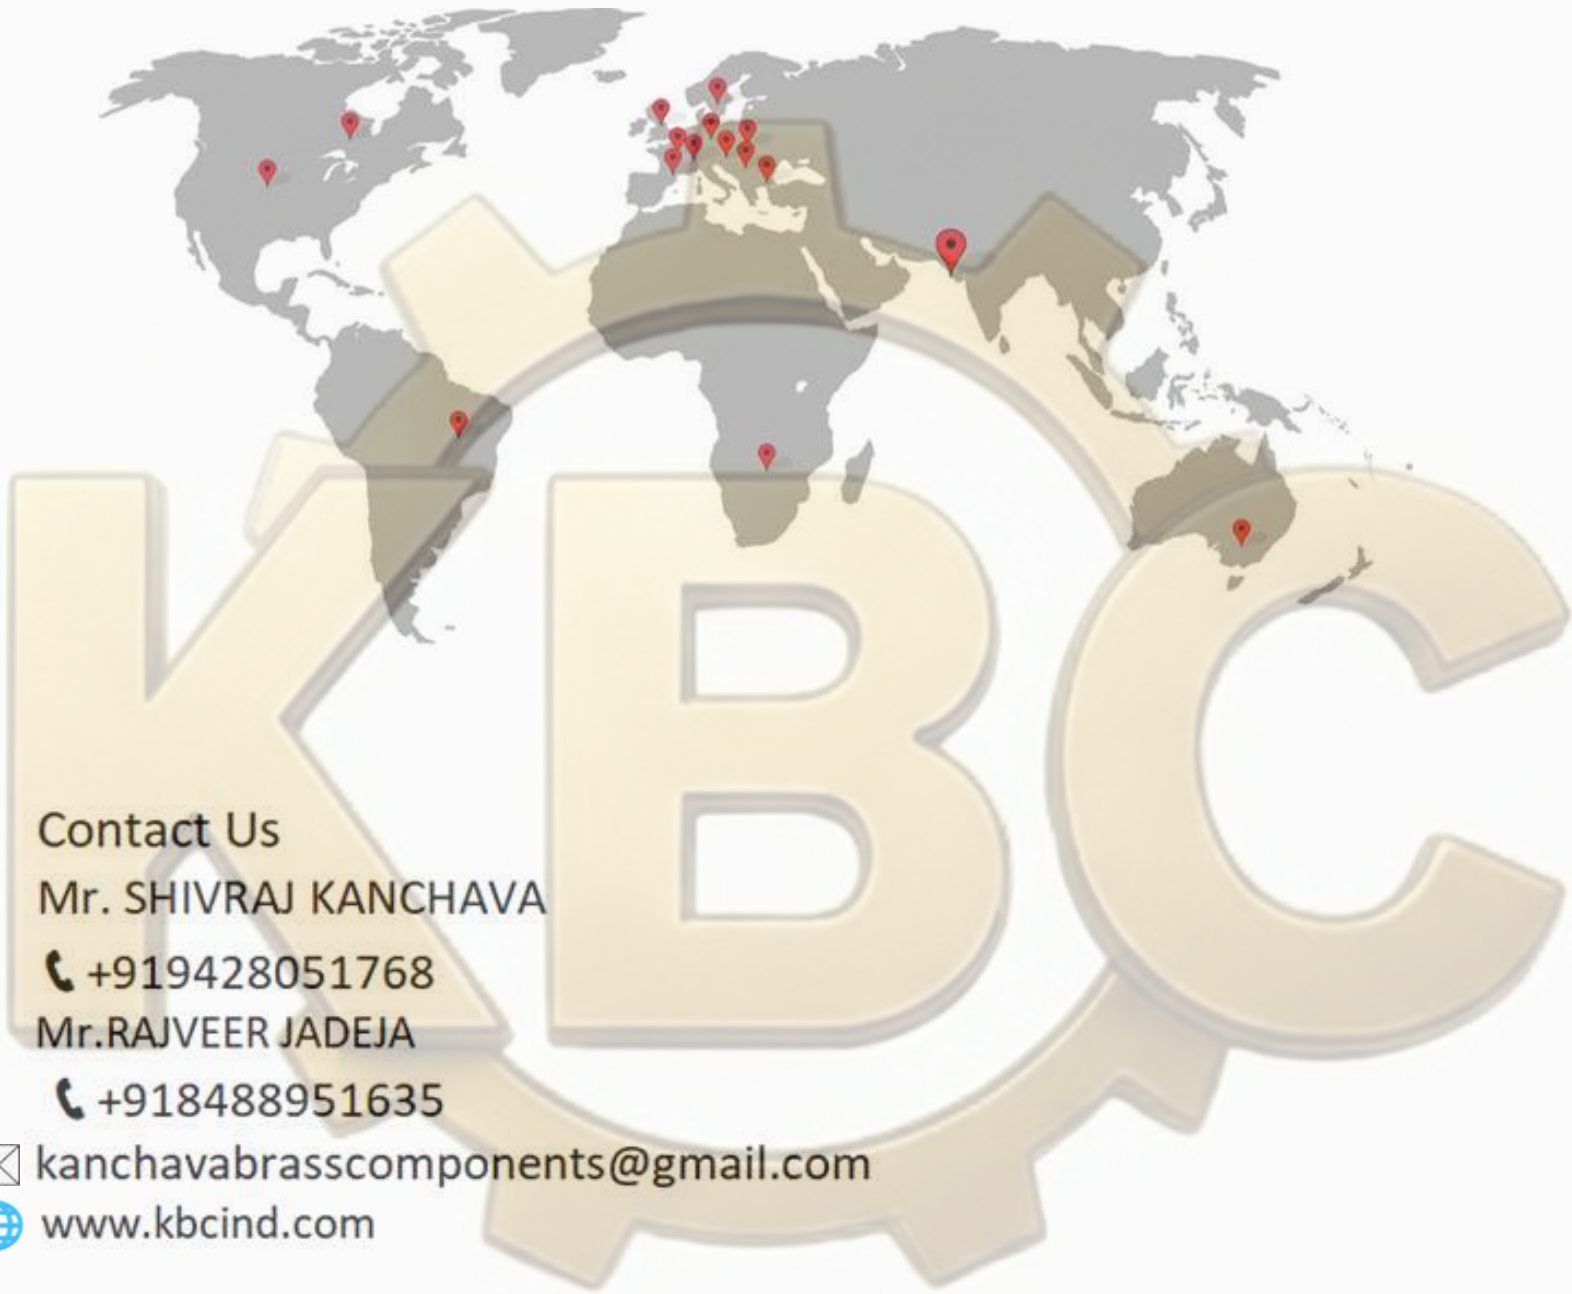 KBC
Contact Us
Mr. SHIVRAJ KANCHAVA
+919428051768
Mr.RAJVEER JADEJA
+918488951635
kanchavabrasscomponents@gmail.com
www.kbcind.com